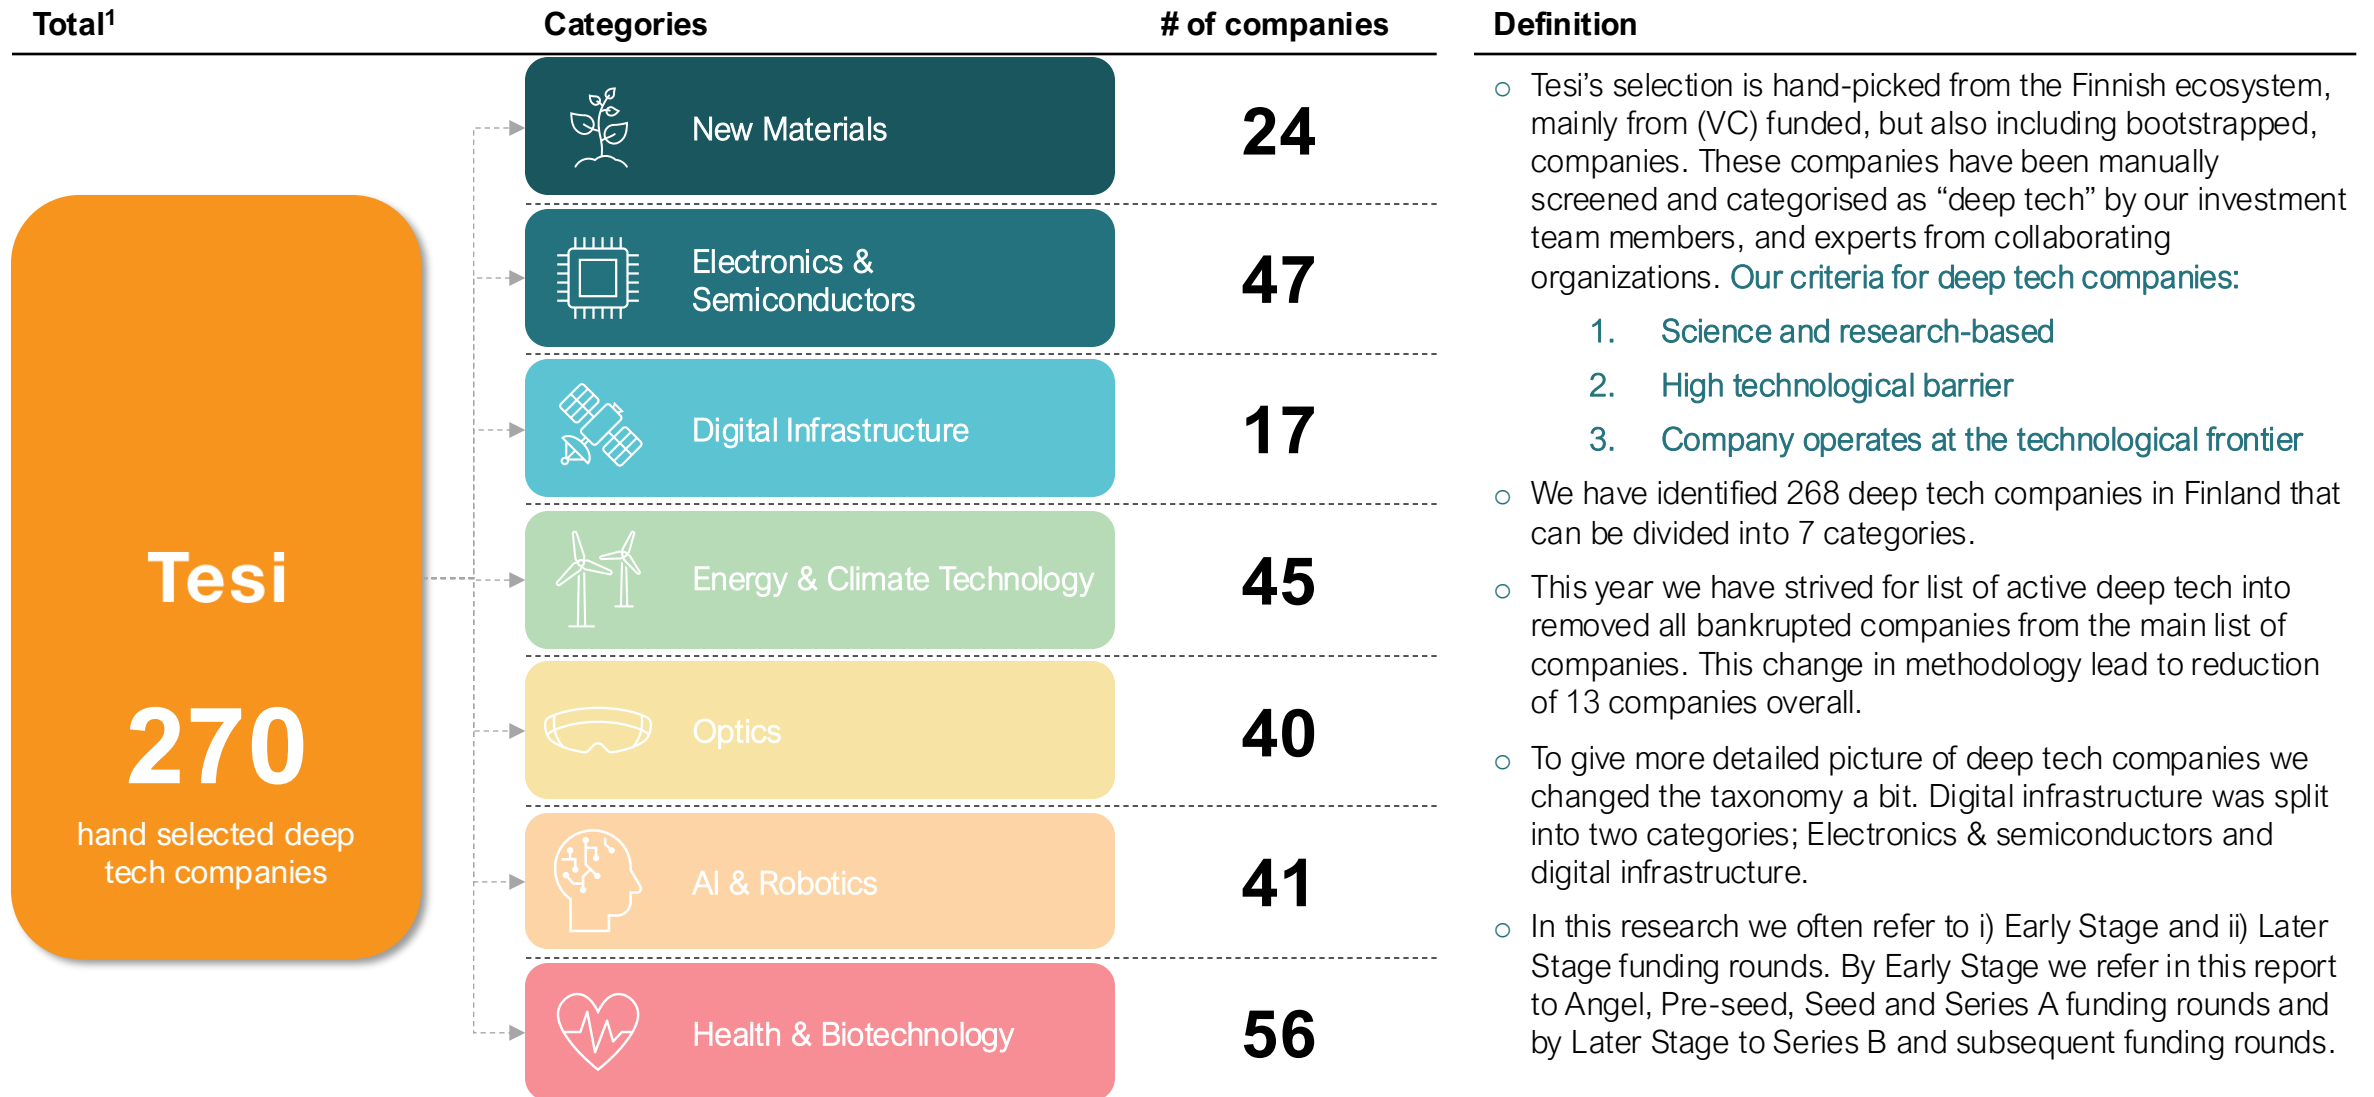 Total1
Categories
# of companies
Definition
Tesi
270
hand selected deep
tech companies
New Materials
24
Electronics &
Semiconductors
47
Digital Infrastructure
17
Energy & Climate Technology
45
Optics
40
AI & Robotics
41
Health & Biotechnology
56
○ Tesi’s selection is hand-picked from the Finnish ecosystem,
mainly from (VC) funded, but also including bootstrapped,
companies. These companies have been manually
screened and categorised as “deep tech” by our investment
team members, and experts from collaborating
organizations. Our criteria for deep tech companies:
1. Science and research-based
2. High technological barrier
3. Company operates at the technological frontier
○ We have identified 268 deep tech companies in Finland that
can be divided into 7 categories.
○ This year we have strived for list of active deep tech into
removed all bankrupted companies from the main list of
companies. This change in methodology lead to reduction
of 13 companies overall.
○ To give more detailed picture of deep tech companies we
changed the taxonomy a bit. Digital infrastructure was split
into two categories; Electronics & semiconductors and
digital infrastructure.
○ In this research we often refer to i) Early Stage and ii) Later
Stage funding rounds. By Early Stage we refer in this report
to Angel, Pre-seed, Seed and Series A funding rounds and
by Later Stage to Series B and subsequent funding rounds.